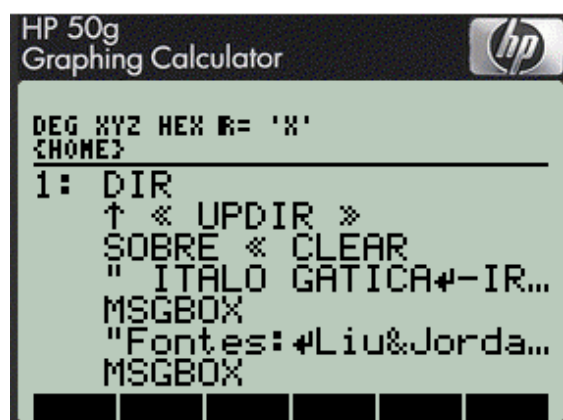 HP 50g
Graphing Calculator
hp
DEG XYZ HEX R= 'X'
{HOME}
1: DIR
↑ « UPDIR »
SOBRE « CLEAR
" ITALO GATICA↵-IR…
MSGBOX
"Fontes:↵Liu&Jorda…
MSGBOX